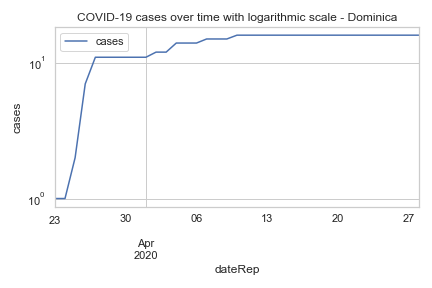 COVID-19 cases over time with logarithmic scale - Dominica
cases
10¹
cases
10⁰
23 30 06 13 20 27
Apr
2020
dateRep